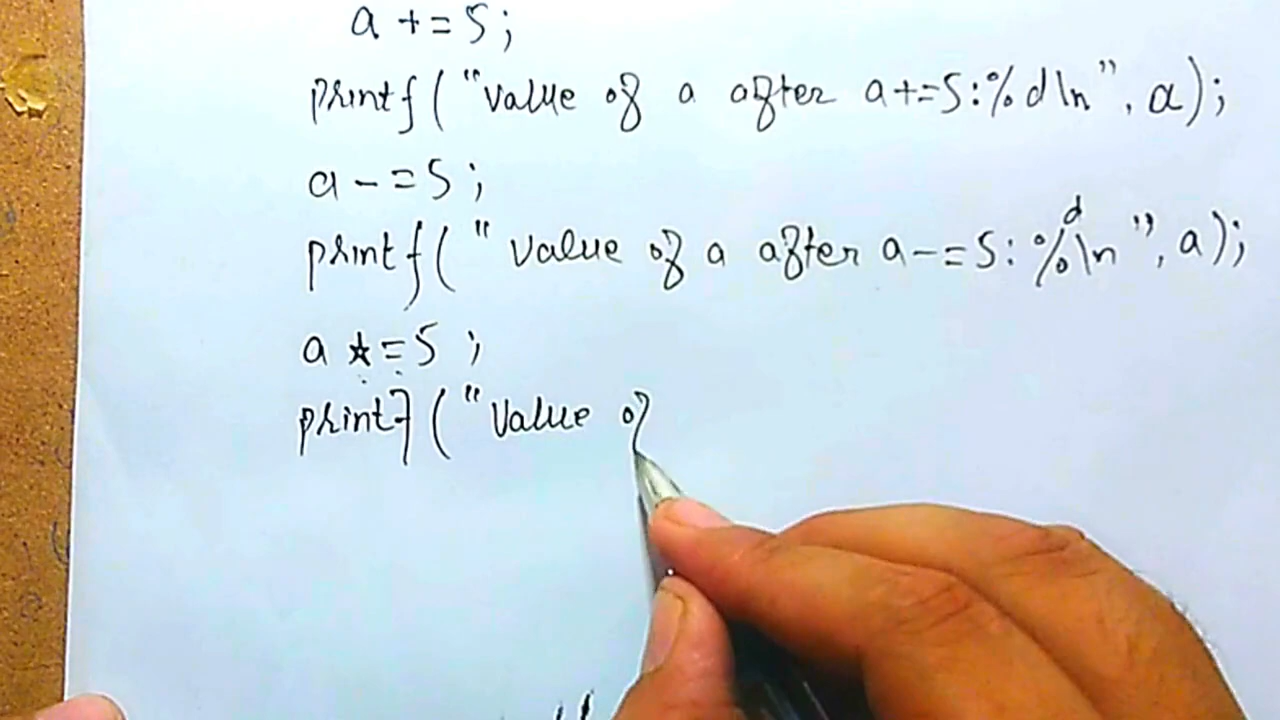 a += 5;
printf("value of a after a+=5:%d\n", a);
a -=5;
printf("value of a after a-=5:%d\n", a);
a *=5;
printf("value of